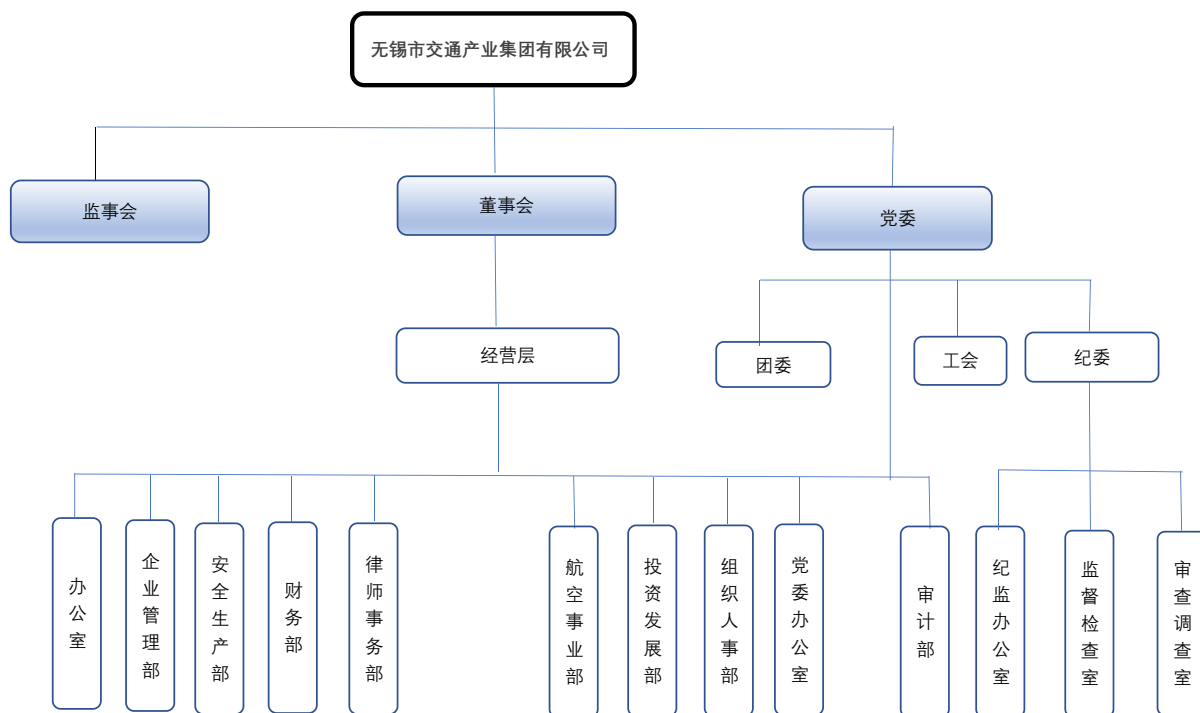 无锡市交通产业集团有限公司
监事会
董事会
党委
经营层
团委
工会
纪委
办公室
企业管理部
安全生产部
财务部
律师事务部
航空事业部
投资发展部
组织人事部
党委办公室
审计部
纪监办公室
监督检查室
审查调查室